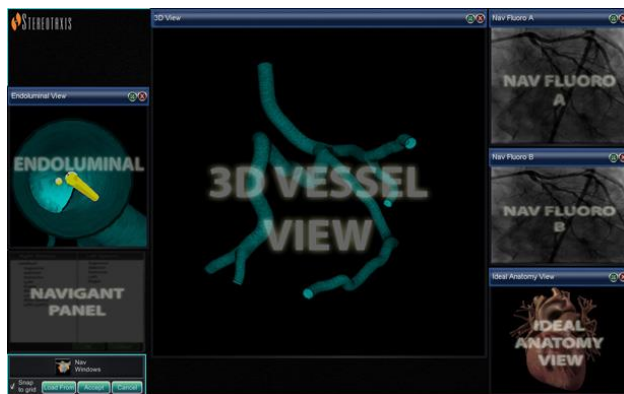 STEREOTAXIS
3D View
Nav Fluoro A
NAV FLUORO
A
Endoluminal View
ENDOLUMINAL
3D VESSEL
VIEW
Nav Fluoro B
NAV FLUORO
B
NAVIGANT
PANEL
Ideal Anatomy View
IDEAL
ANATOMY
VIEW
Nav
Windows
Snap
to grid
Load From
Accept
Cancel